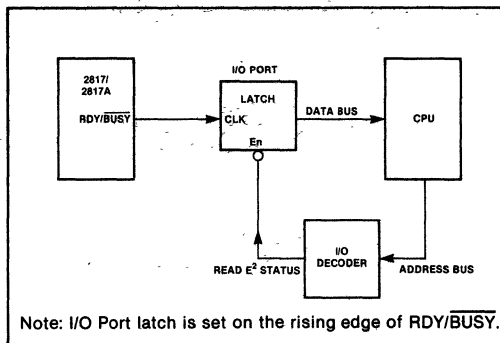 2817/
2817A
RDY/BUSY
I/O PORT
LATCH
CLK
En
DATA BUS
CPU
I/O
DECODER
READ E² STATUS
ADDRESS BUS
Note: I/O Port latch is set on the rising edge of RDY/BUSY.